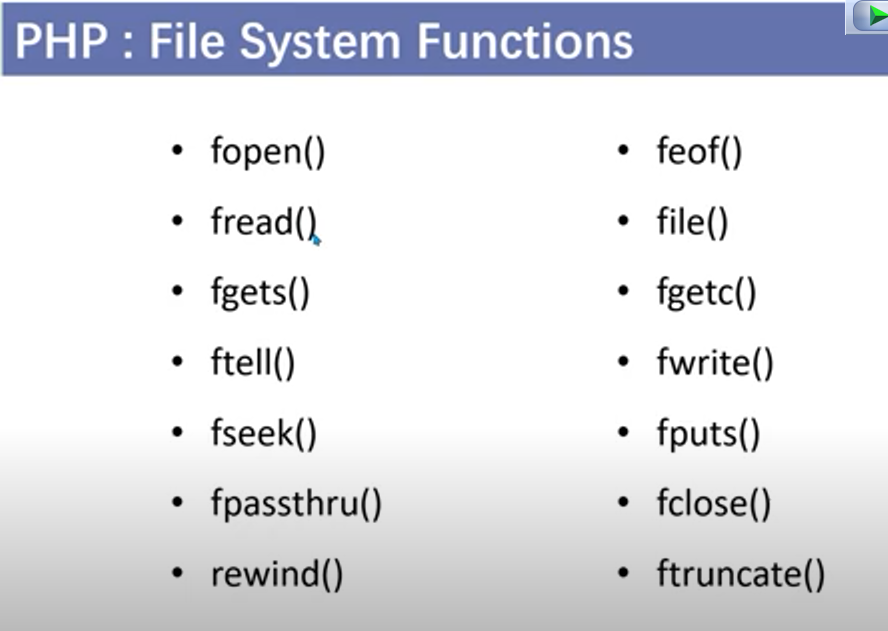 PHP : File System Functions
• fopen()
• fread()
• fgets()
• ftell()
• fseek()
• fpassthru()
• rewind()
• feof()
• file()
• fgetc()
• fwrite()
• fputs()
• fclose()
• ftruncate()